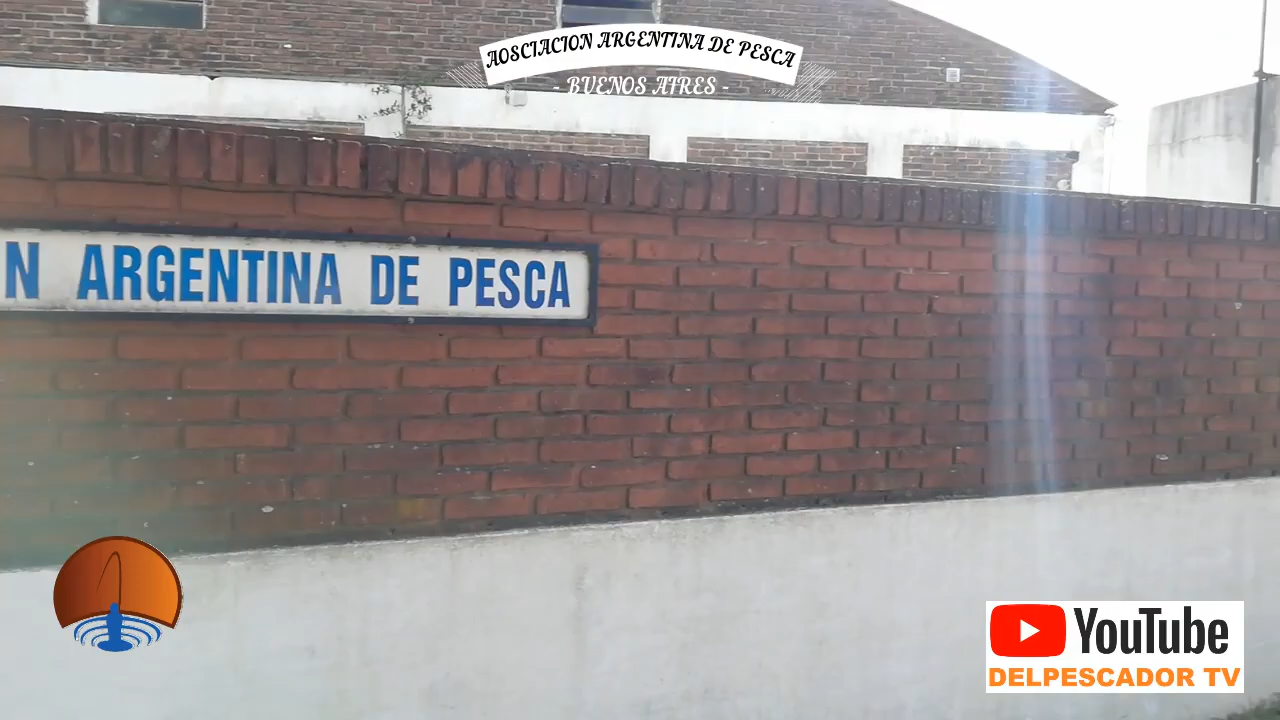 AOSCIACION ARGENTINA DE PESCA
- BUENOS AIRES -
N ARGENTINA DE PESCA
YouTube
DELPESCADOR TV